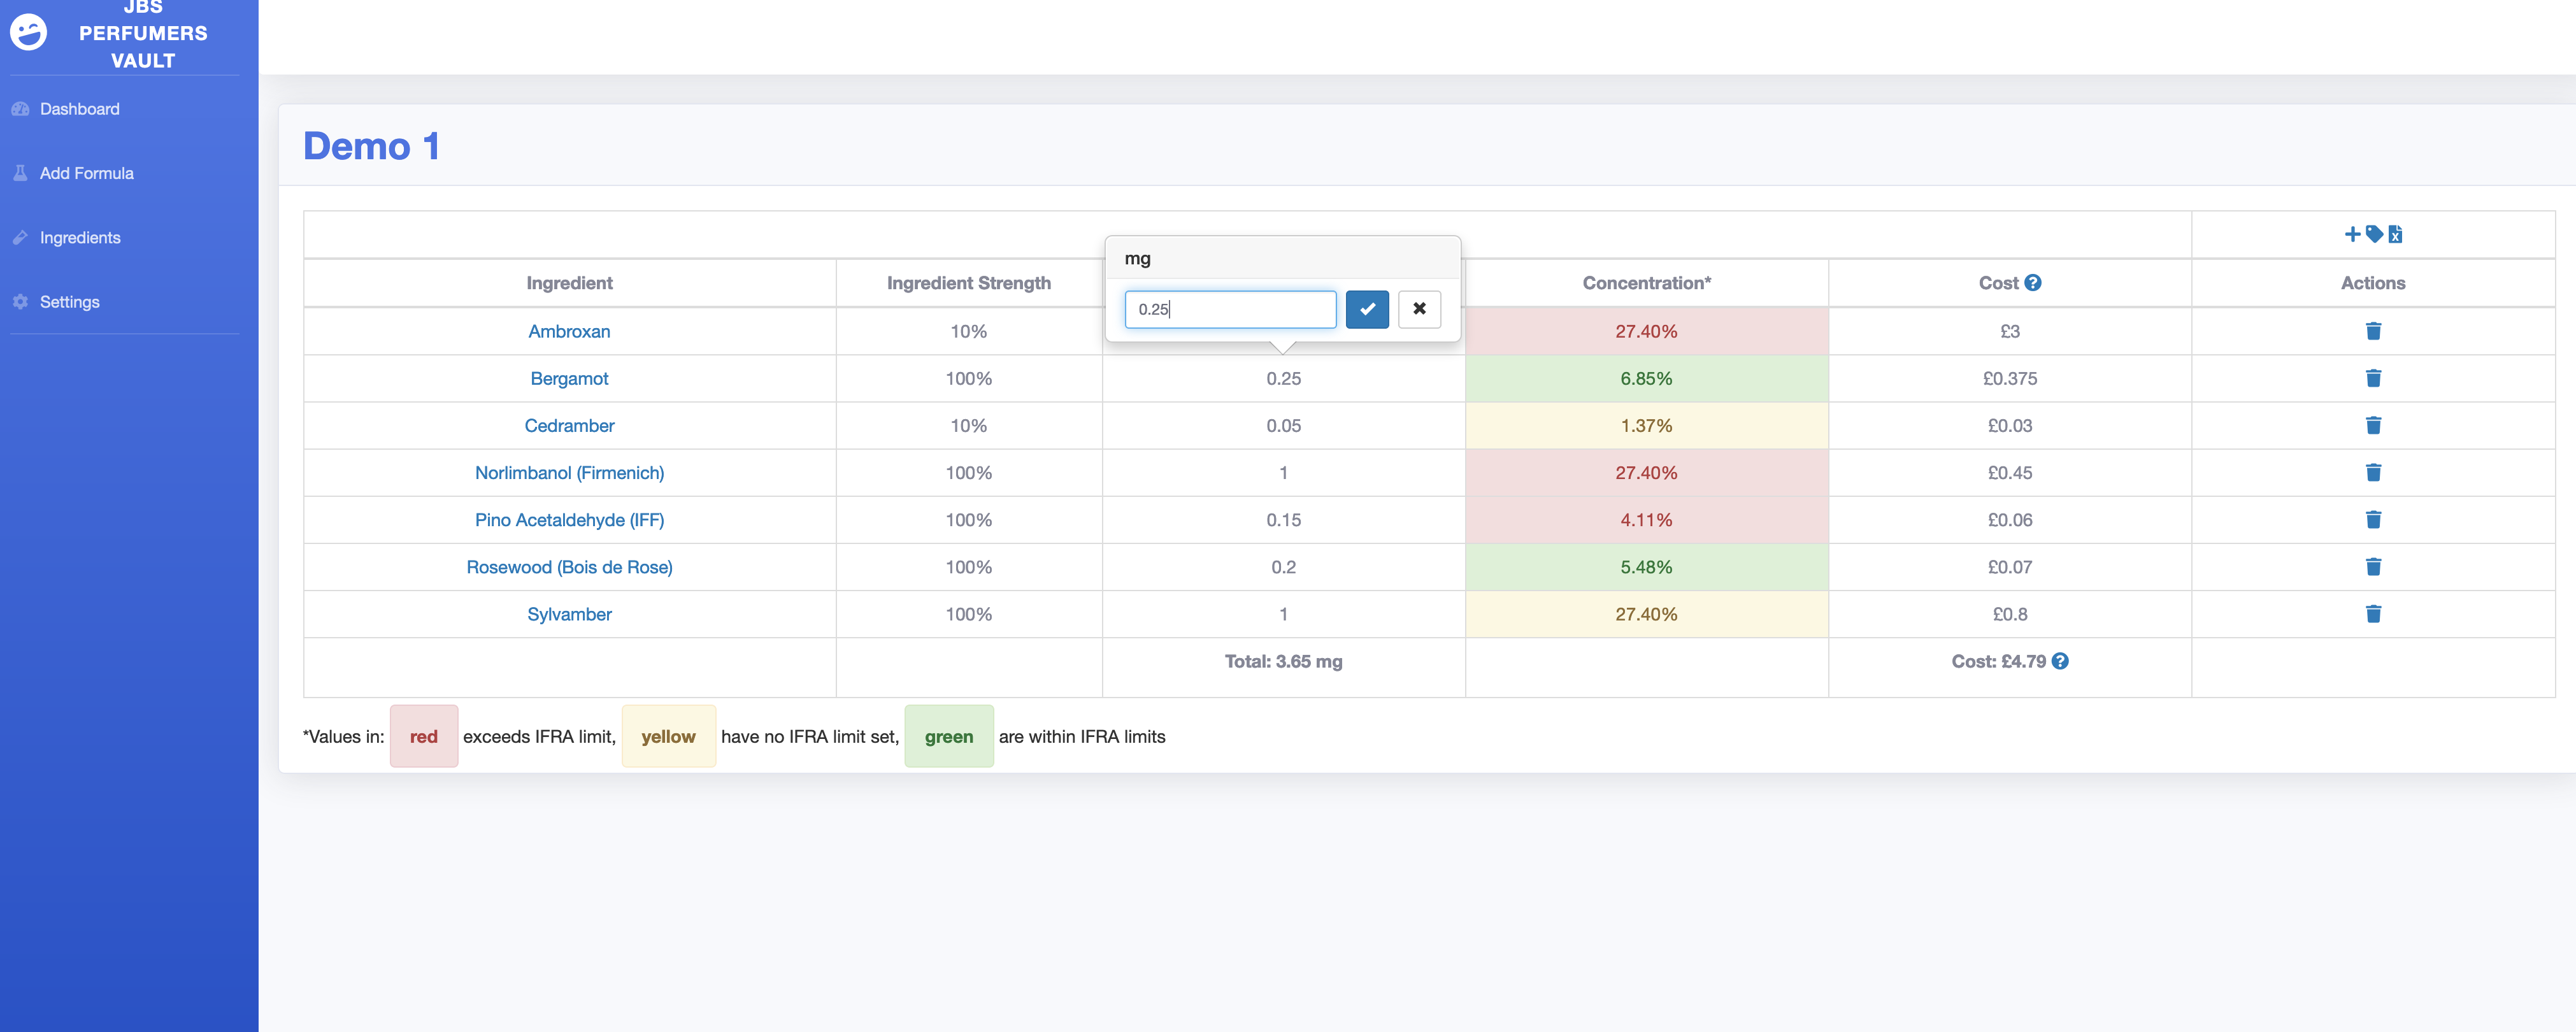 JBS
PERFUMERS
VAULT
Dashboard
Add Formula
Ingredients
Settings
Demo 1
mg
0.25
Ingredient Ingredient Strength Concentration* Cost ? Actions
Ambroxan 10% 27.40% £3
Bergamot 100% 0.25 6.85% £0.375
Cedramber 10% 0.05 1.37% £0.03
Norlimbanol (Firmenich) 100% 1 27.40% £0.45
Pino Acetaldehyde (IFF) 100% 0.15 4.11% £0.06
Rosewood (Bois de Rose) 100% 0.2 5.48% £0.07
Sylvamber 100% 1 27.40% £0.8
Total: 3.65 mg Cost: £4.79 ?
*Values in: red exceeds IFRA limit, yellow have no IFRA limit set, green are within IFRA limits